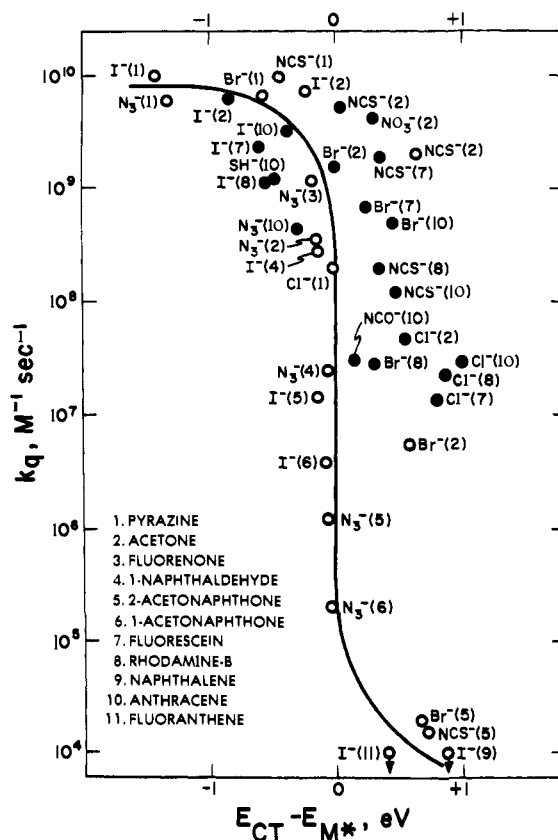 -1 0 +1
10¹⁰
10⁹
10⁸
10⁷
10⁶
10⁵
10⁴
kq, M⁻¹ sec⁻¹
I⁻(1)
N₃⁻(1)
Br⁻(1)
NCS⁻(1)
I⁻(2)
I⁻(2)
NCS⁻(2)
NO₃⁻(2)
I⁻(10)
I⁻(7)
Br⁻(2)
NCS⁻(2)
NCS⁻(7)
SH⁻(10)
I⁻(8)
N₃⁻(3)
Br⁻(7)
Br⁻(10)
N₃⁻(10)
N₃⁻(2)
I⁻(4)
Cl⁻(1)
NCS⁻(8)
NCS⁻(10)
NCO⁻(10)
Cl⁻(2)
Br⁻(8)
Cl⁻(10)
Cl⁻(8)
Cl⁻(7)
N₃⁻(4)
I⁻(5)
Br⁻(2)
I⁻(6)
N₃⁻(5)
N₃⁻(6)
1. PYRAZINE
2. ACETONE
3. FLUORENONE
4. 1-NAPHTHALDEHYDE
5. 2-ACETONAPHTHONE
6. 1-ACETONAPHTHONE
7. FLUORESCEIN
8. RHODAMINE-B
9. NAPHTHALENE
10. ANTHRACENE
11. FLUORANTHENE
Br⁻(5)
NCS⁻(5)
I⁻(11)
I⁻(9)
-1 0 +1
E_CT - E_M*, eV